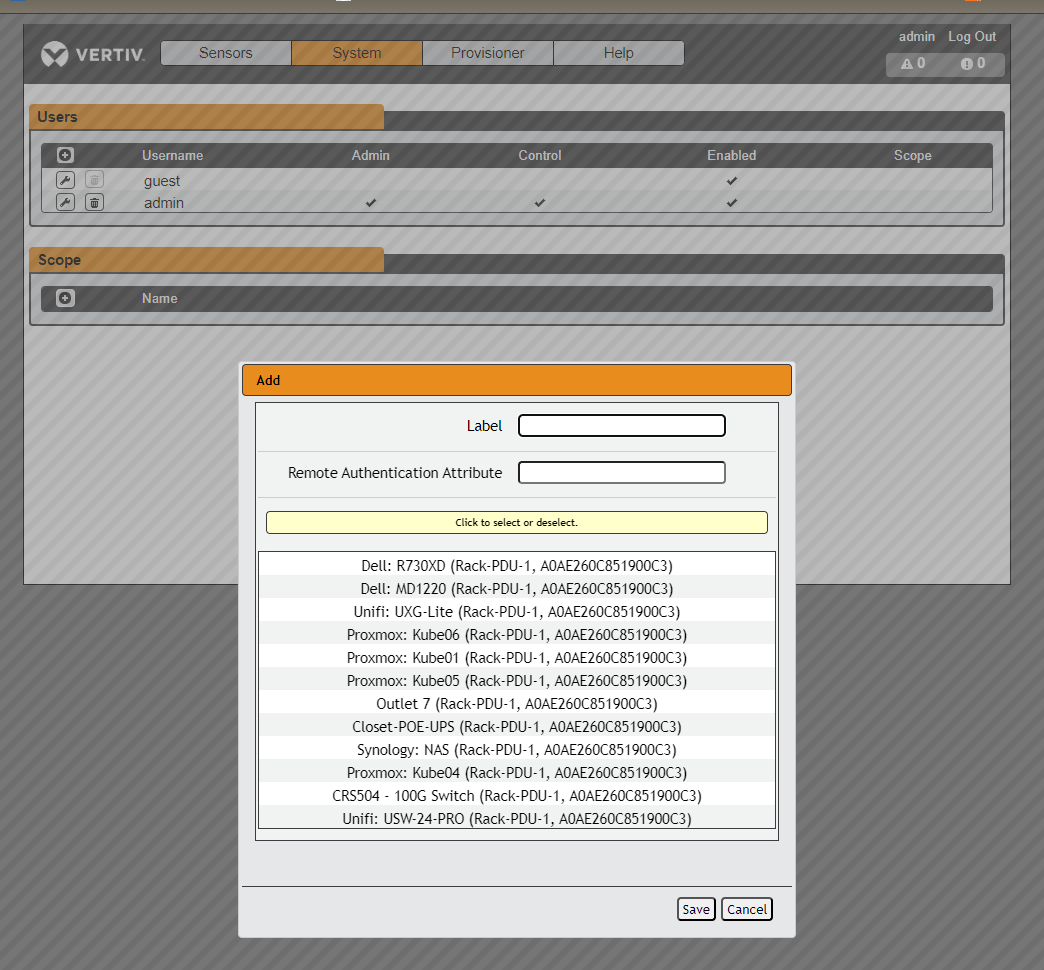 admin Log Out
VERTIV. Sensors System Provisioner Help
0 0
Users
Username Admin Control Enabled Scope
guest
admin
Scope
Name
Add
Label
Remote Authentication Attribute
Click to select or deselect.
Dell: R730XD (Rack-PDU-1, A0AE260C851900C3)
Dell: MD1220 (Rack-PDU-1, A0AE260C851900C3)
Unifi: UXG-Lite (Rack-PDU-1, A0AE260C851900C3)
Proxmox: Kube06 (Rack-PDU-1, A0AE260C851900C3)
Proxmox: Kube01 (Rack-PDU-1, A0AE260C851900C3)
Proxmox: Kube05 (Rack-PDU-1, A0AE260C851900C3)
Outlet 7 (Rack-PDU-1, A0AE260C851900C3)
Closet-POE-UPS (Rack-PDU-1, A0AE260C851900C3)
Synology: NAS (Rack-PDU-1, A0AE260C851900C3)
Proxmox: Kube04 (Rack-PDU-1, A0AE260C851900C3)
CRS504 - 100G Switch (Rack-PDU-1, A0AE260C851900C3)
Unifi: USW-24-PRO (Rack-PDU-1, A0AE260C851900C3)
Save Cancel